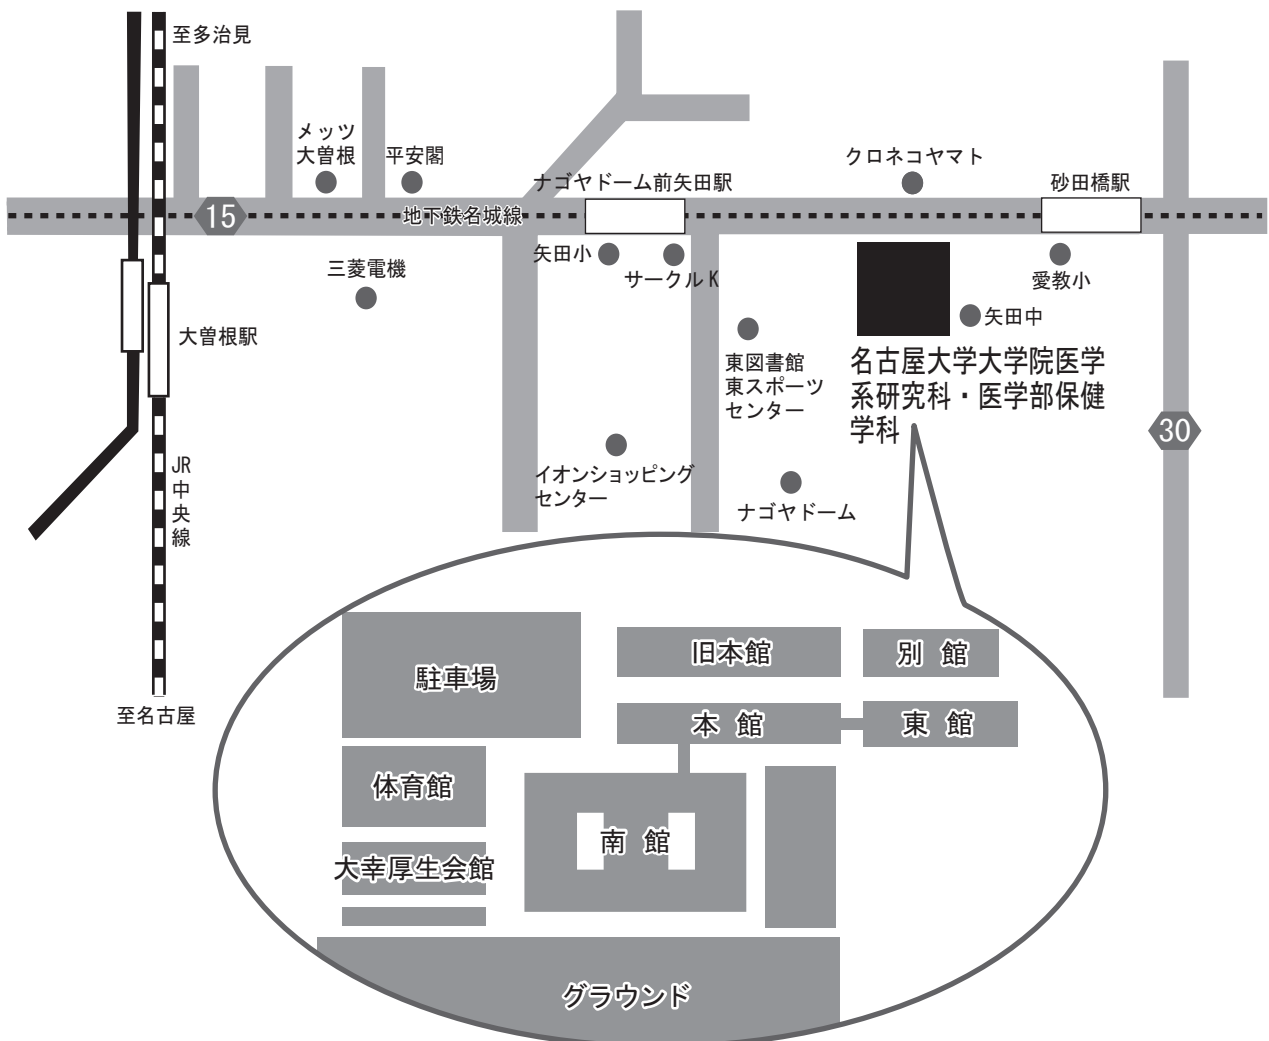 至多治見
メッツ
大曽根
平安閣
クロネコヤマト
ナゴヤドーム前矢田駅
砂田橋駅
15
地下鉄名城線
矢田小
サークルK
三菱電機
愛教小
矢田中
大曽根駅
東図書館
東スポーツ
センター
名古屋大学大学院医学
系研究科・医学部保健
学科
30
JR
中
央
線
イオンショッピング
センター
ナゴヤドーム
至名古屋
駐車場
旧本館
別 館
本 館
東 館
体育館
南 館
大幸厚生会館
グラウンド